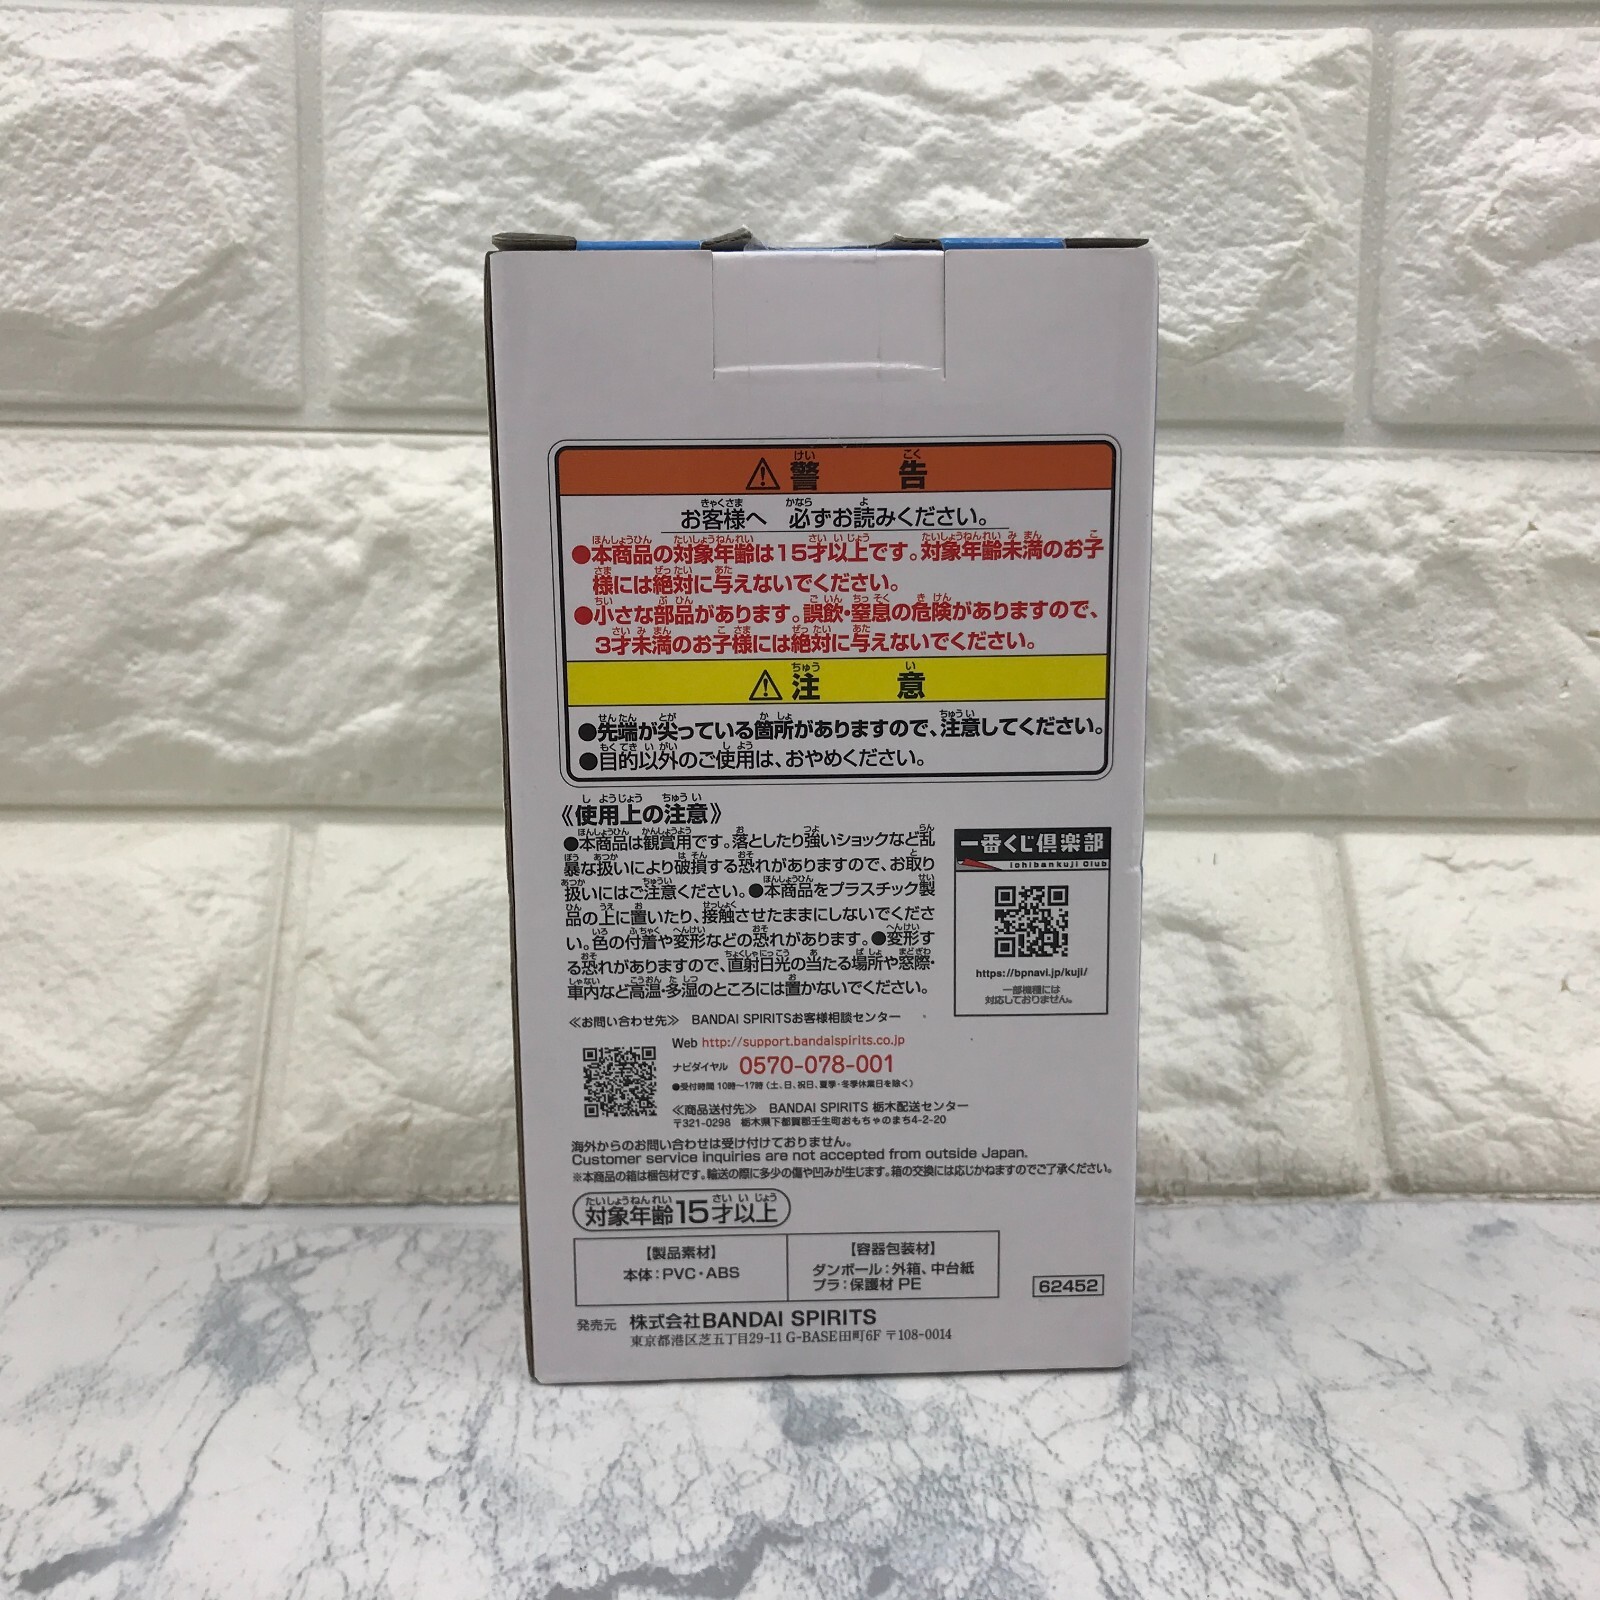 ⚠警告
お客様へ 必ずお読みください。
●本商品の対象年齢は15才以上です。対象年齢未満のお子
様には絶対に与えないでください。
●小さな部品があります。誤飲・窒息の危険がありますので、
3才未満のお子様には絶対に与えないでください。
⚠注意
●先端が尖っている箇所がありますので、注意してください。
●目的以外のご使用は、おやめください。
《使用上の注意》
●本商品は観賞用です。落としたり強いショックなど乱
暴な扱いにより破損する恐れがありますので、お取り
扱いにはご注意ください。●本商品をプラスチック製
品の上に置いたり、接触させたままにしないでくださ
い。色の付着や変形などの恐れがあります。●変形す
る恐れがありますので、直射日光の当たる場所や窓際・
車内など高温・多湿のところには置かないでください。
一番くじ倶楽部
Ichibankuji Club
https://bpnavi.jp/kuji/
一部機種には
対応しておりません。
≪お問い合わせ先≫ BANDAI SPIRITSお客様相談センター
Web http://support.bandaispirits.co.jp
ナビダイヤル 0570-078-001
●受付時間 10時〜17時(土、日、祝日、夏季・冬季休業日を除く)
≪商品送付先≫ BANDAI SPIRITS 栃木配送センター
〒321-0298 栃木県下都賀郡壬生町おもちゃのまち4-2-20
海外からのお問い合わせは受け付けておりません。
Customer service inquiries are not accepted from outside Japan.
※本商品の箱は梱包材です。輸送の際に多少の傷や凹みが生じます。箱の交換には応じかねますのでご了承ください。
対象年齢15才以上
【製品素材】
本体:PVC・ABS
【容器包装材】
ダンボール:外箱、中台紙
プラ:保護材 PE
62452
発売元 株式会社BANDAI SPIRITS
東京都港区芝五丁目29-11 G-BASE田町6F 〒108-0014